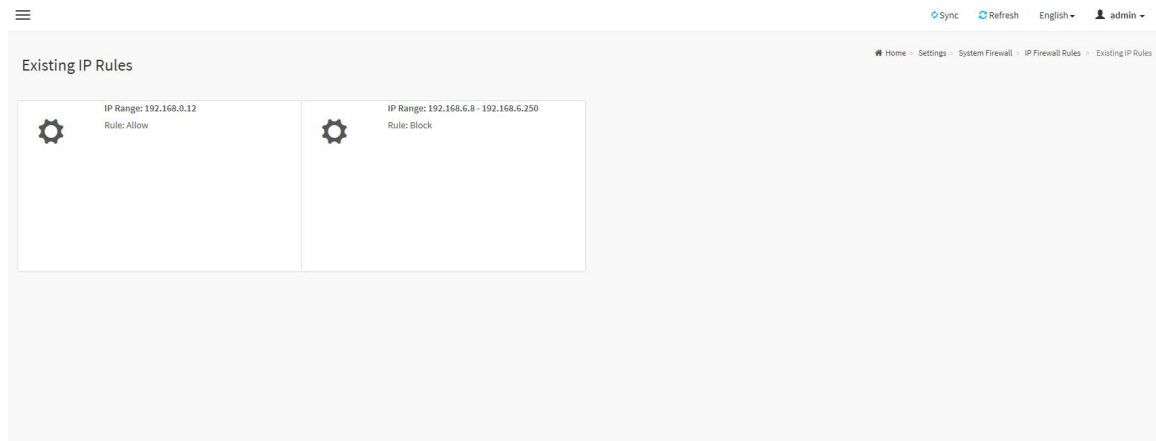 Sync Refresh English admin
Home > Settings > System Firewall > IP Firewall Rules > Existing IP Rules
Existing IP Rules
IP Range: 192.168.0.12
Rule: Allow
IP Range: 192.168.6.8 - 192.168.6.250
Rule: Block